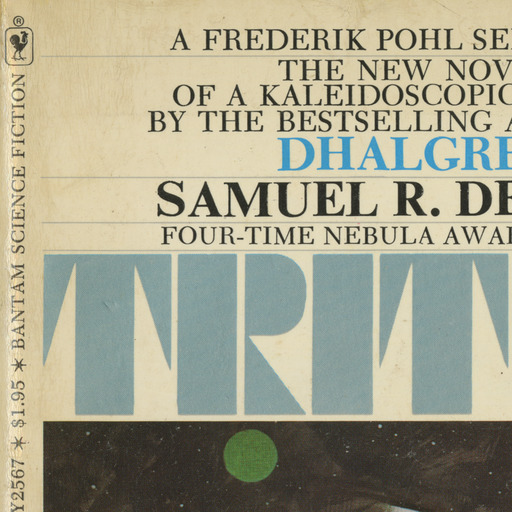 A FREDERIK POHL SE
THE NEW NOV
OF A KALEIDOSCOPIC
BY THE BESTSELLING A
DHALGRE
SAMUEL R. DE
FOUR-TIME NEBULA AWAR
TRIT
Y2567 * $1.95 * BANTAM SCIENCE FICTION
®